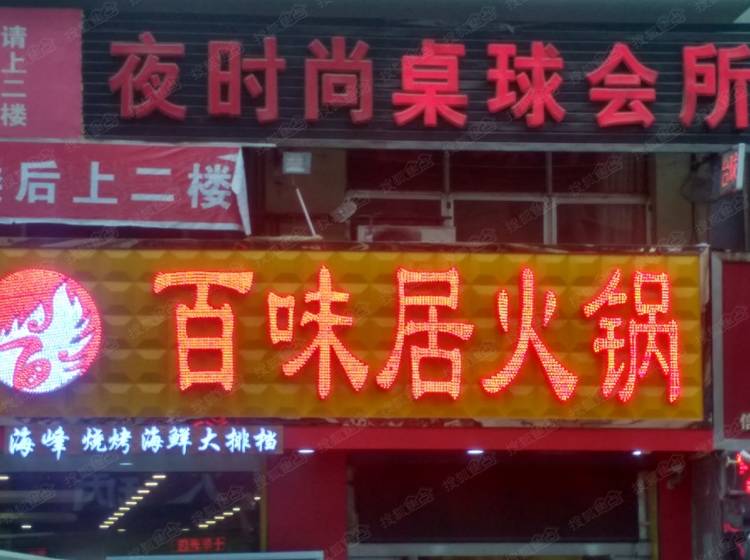 请上二楼
夜时尚桌球会所
后上二楼
百味居火锅
海峰 烧烤海鲜大排档